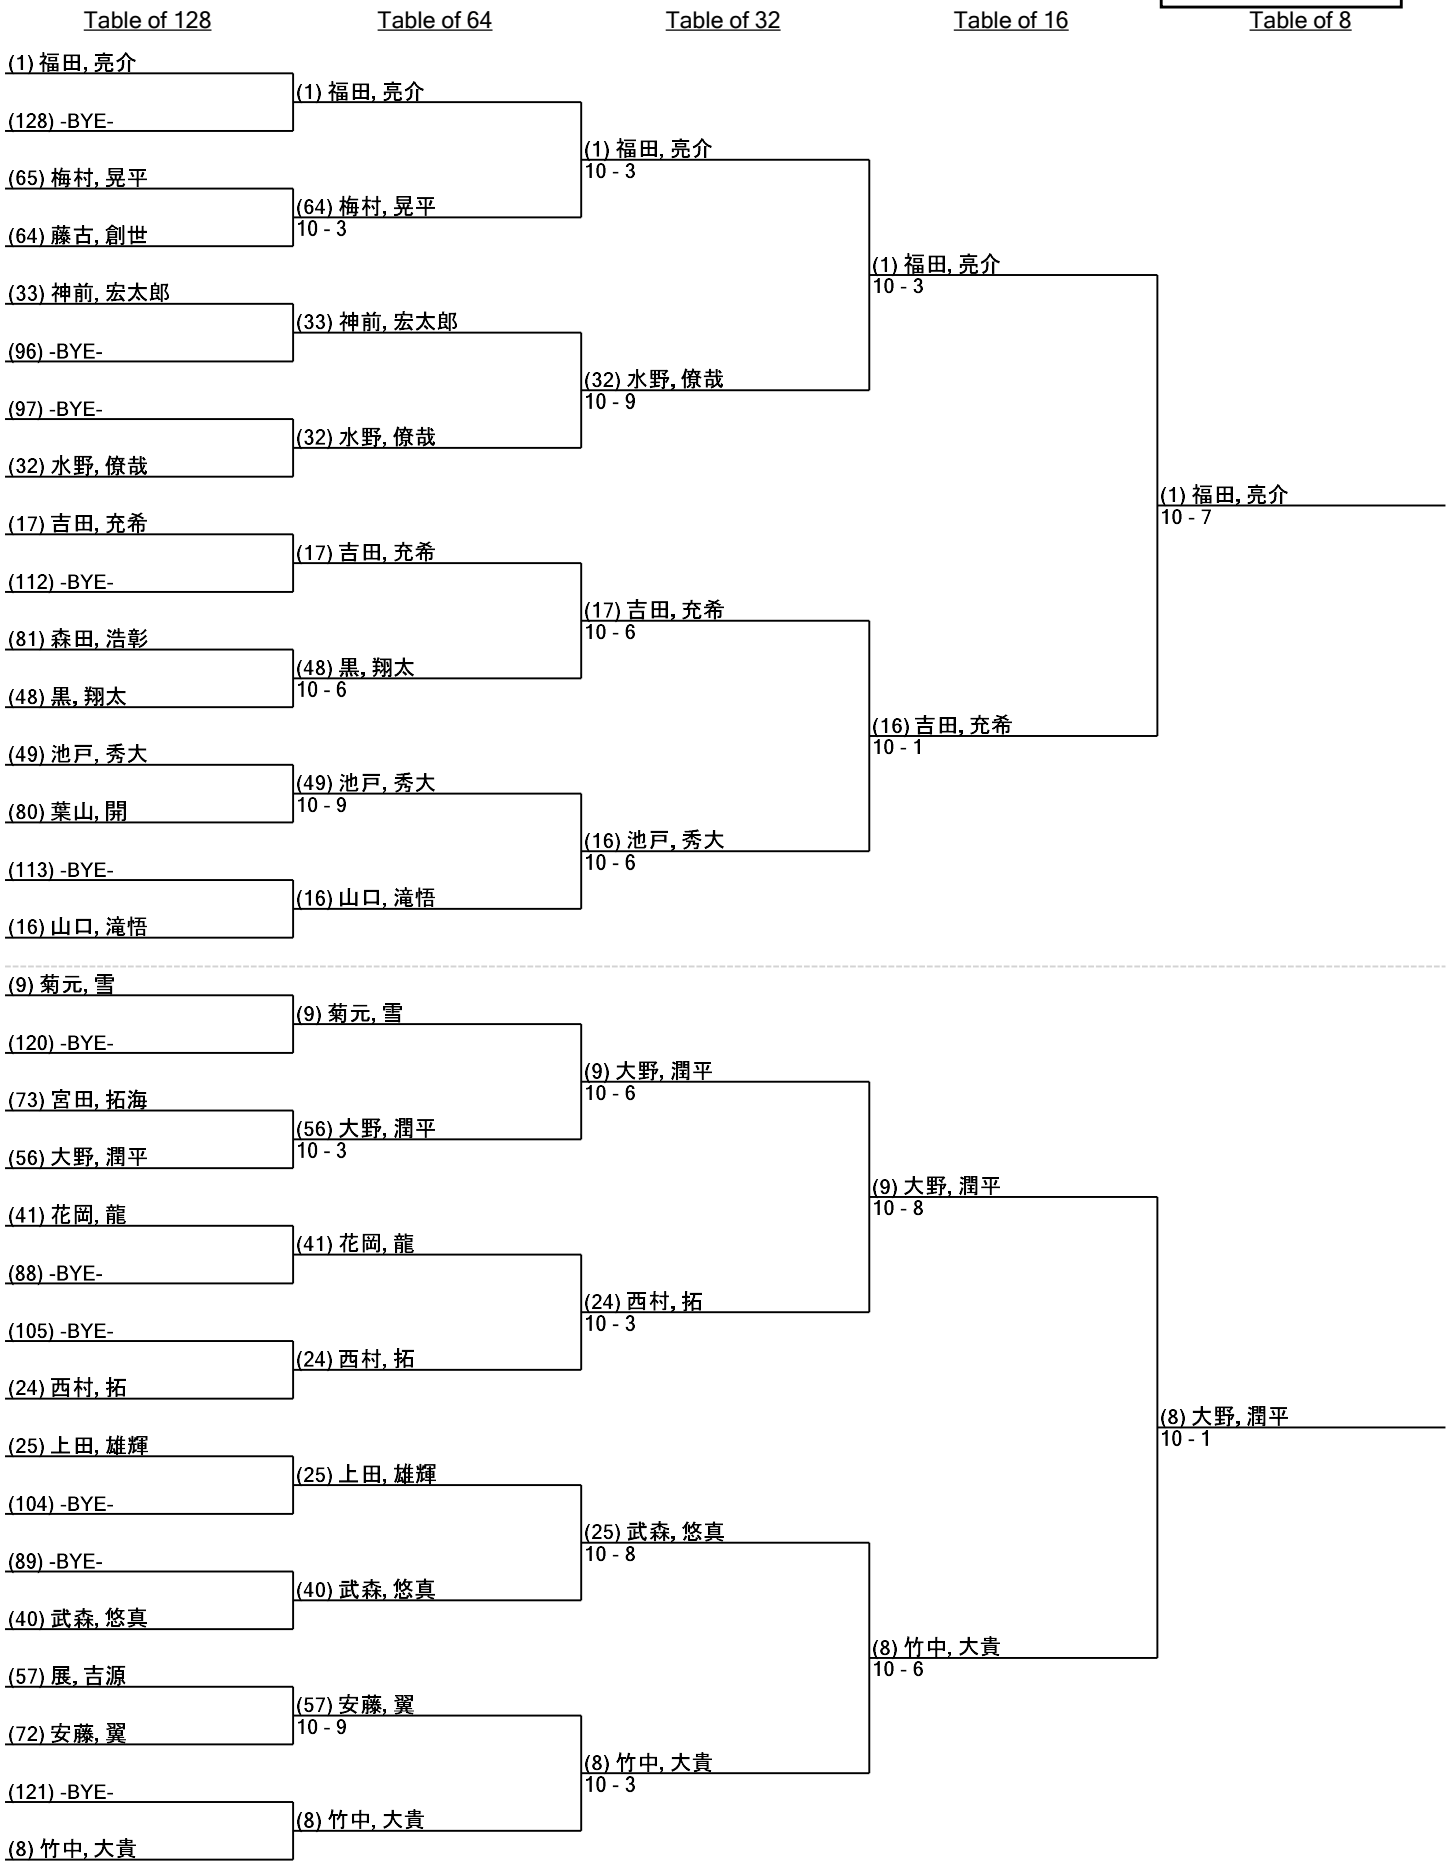 Table of 128
Table of 64
Table of 32
Table of 16
Table of 8
(1) 福田, 亮介
(128) -BYE-
(65) 梅村, 晃平
(64) 藤古, 創世
(33) 神前, 宏太郎
(96) -BYE-
(97) -BYE-
(32) 水野, 僚哉
(17) 吉田, 充希
(112) -BYE-
(81) 森田, 浩彰
(48) 黒, 翔太
(49) 池戸, 秀大
(80) 葉山, 開
(113) -BYE-
(16) 山口, 滝悟
(9) 菊元, 雪
(120) -BYE-
(73) 宮田, 拓海
(56) 大野, 潤平
(41) 花岡, 龍
(88) -BYE-
(105) -BYE-
(24) 西村, 拓
(25) 上田, 雄輝
(104) -BYE-
(89) -BYE-
(40) 武森, 悠真
(57) 展, 吉源
(72) 安藤, 翼
(121) -BYE-
(8) 竹中, 大貴
(1) 福田, 亮介
(64) 梅村, 晃平
10 - 3
(33) 神前, 宏太郎
(32) 水野, 僚哉
(17) 吉田, 充希
(48) 黒, 翔太
10 - 6
(49) 池戸, 秀大
10 - 9
(16) 山口, 滝悟
(9) 菊元, 雪
(56) 大野, 潤平
10 - 3
(41) 花岡, 龍
(24) 西村, 拓
(25) 上田, 雄輝
(40) 武森, 悠真
(57) 安藤, 翼
10 - 9
(8) 竹中, 大貴
(1) 福田, 亮介
10 - 3
(32) 水野, 僚哉
10 - 9
(17) 吉田, 充希
10 - 6
(16) 池戸, 秀大
10 - 6
(9) 大野, 潤平
10 - 6
(24) 西村, 拓
10 - 3
(25) 武森, 悠真
10 - 8
(8) 竹中, 大貴
10 - 3
(1) 福田, 亮介
10 - 3
(16) 吉田, 充希
10 - 1
(9) 大野, 潤平
10 - 8
(8) 竹中, 大貴
10 - 6
(1) 福田, 亮介
10 - 7
(8) 大野, 潤平
10 - 1